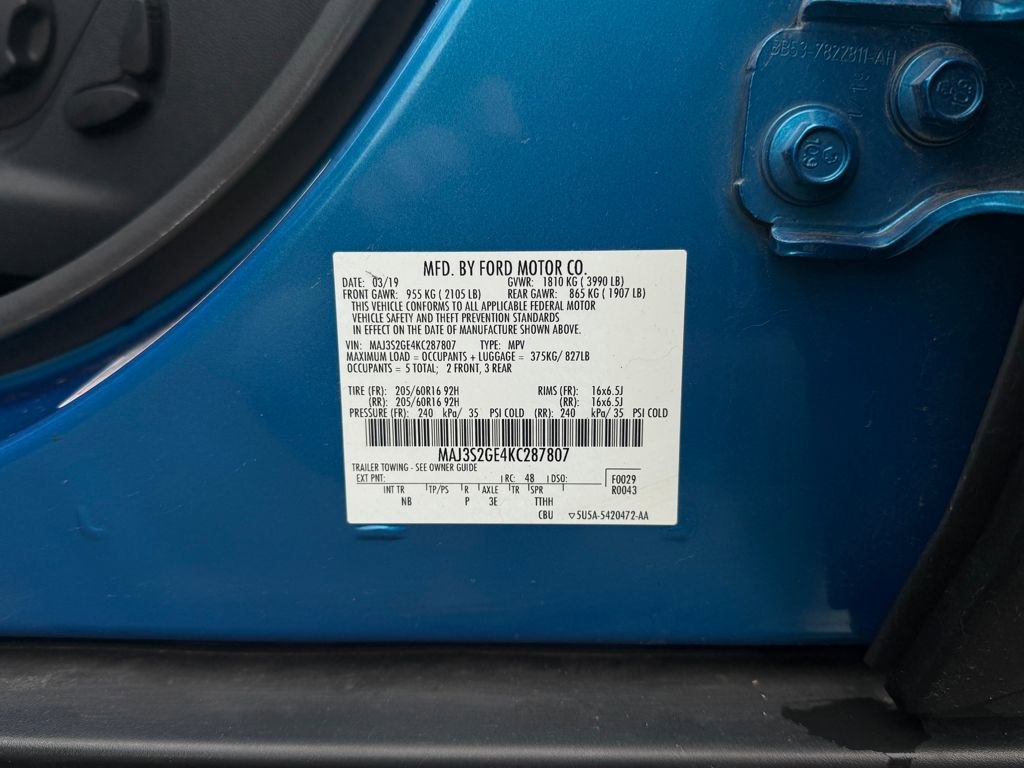 3B53-7822811-AH
10.9
MFD. BY FORD MOTOR CO.
DATE: 03/19 GVWR: 1810 KG ( 3990 LB)
FRONT GAWR: 955 KG ( 2105 LB) REAR GAWR: 865 KG ( 1907 LB)
THIS VEHICLE CONFORMS TO ALL APPLICABLE FEDERAL MOTOR
VEHICLE SAFETY AND THEFT PREVENTION STANDARDS
IN EFFECT ON THE DATE OF MANUFACTURE SHOWN ABOVE.
VIN: MAJ3S2GE4KC287807 TYPE: MPV
MAXIMUM LOAD = OCCUPANTS + LUGGAGE = 375KG/ 827LB
OCCUPANTS = 5 TOTAL; 2 FRONT, 3 REAR
TIRE (FR): 205/60R16 92H RIMS (FR): 16x6.5J
(RR): 205/60R16 92H (RR): 16x6.5J
PRESSURE (FR): 240 kPa/ 35 PSI COLD (RR): 240 kPa/ 35 PSI COLD
MAJ3S2GE4KC287807
TRAILER TOWING - SEE OWNER GUIDE
EXT PNT: RC: 48 DSO: F0029
INT TR TP/PS R AXLE TR SPR R0043
NB P 3E TTHH
CBU 5U5A-5420472-AA